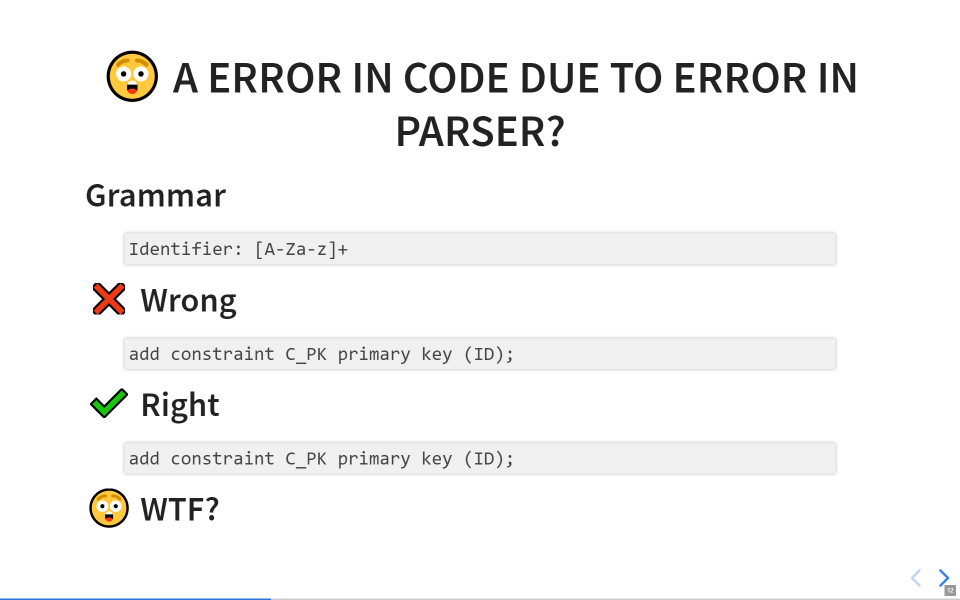 A ERROR IN CODE DUE TO ERROR IN
PARSER?
Grammar
Identifier: [A-Za-z]+
Wrong
add constraint C_PK primary key (ID);
Right
add constraint C_PK primary key (ID);
WTF?
12